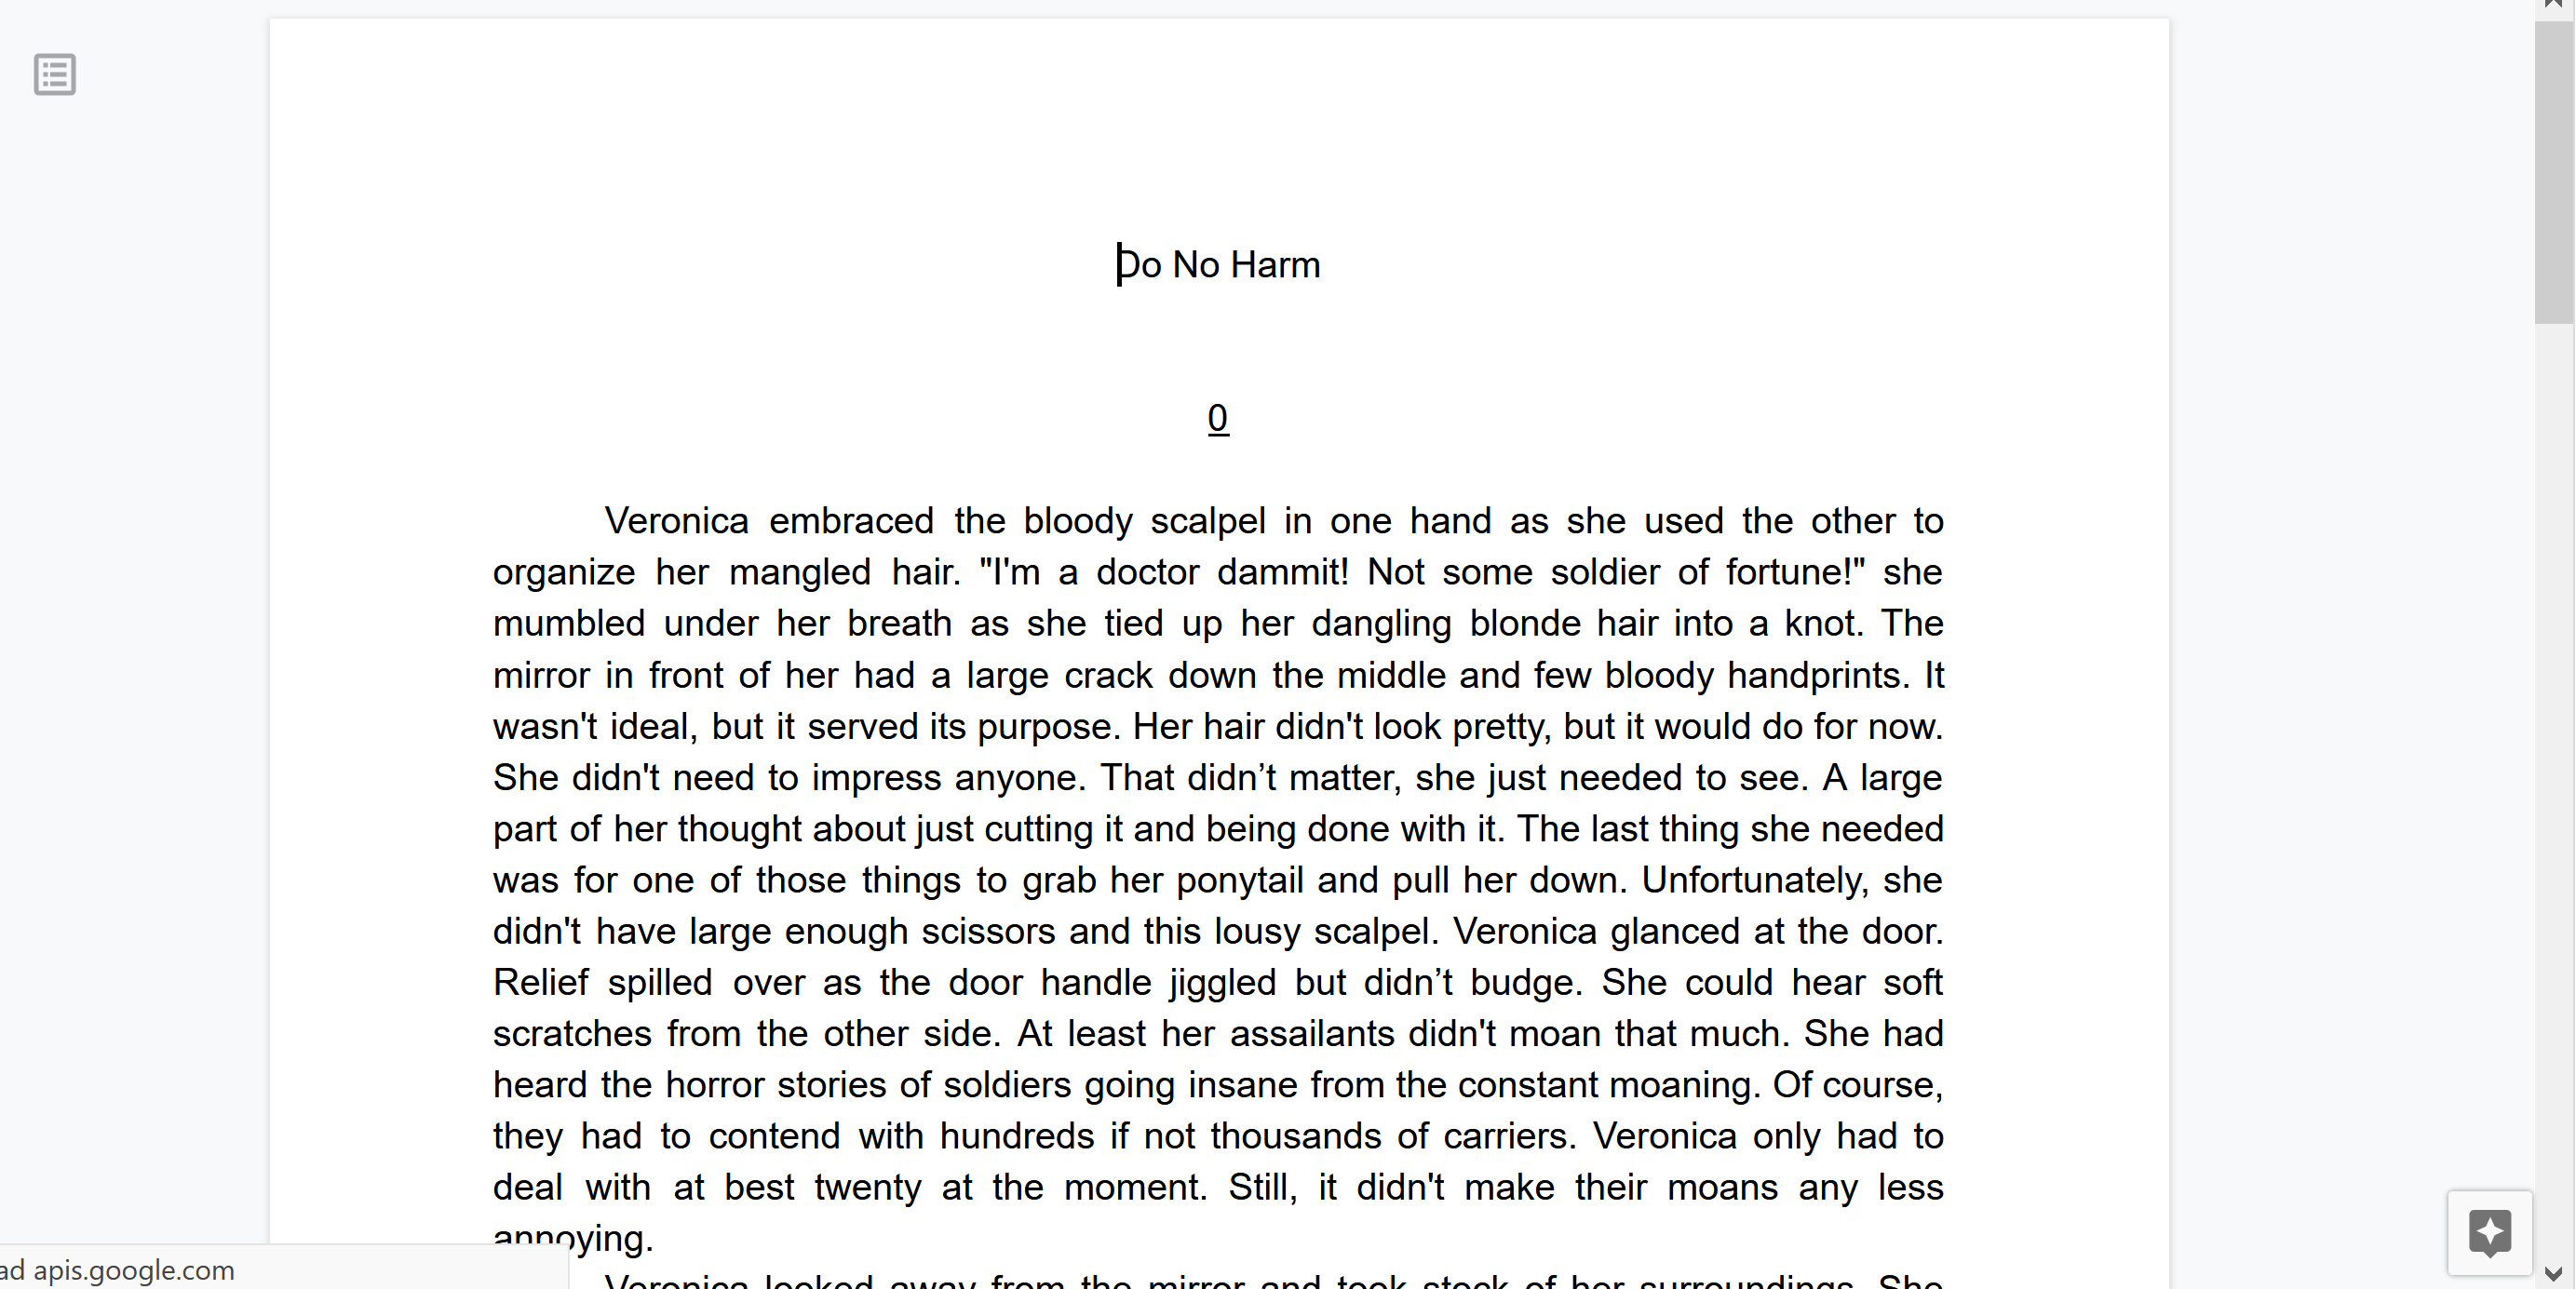 Do No Harm
0
Veronica embraced the bloody scalpel in one hand as she used the other to
organize her mangled hair. "I'm a doctor dammit! Not some soldier of fortune!" she
mumbled under her breath as she tied up her dangling blonde hair into a knot. The
mirror in front of her had a large crack down the middle and few bloody handprints. It
wasn't ideal, but it served its purpose. Her hair didn't look pretty, but it would do for now.
She didn't need to impress anyone. That didn’t matter, she just needed to see. A large
part of her thought about just cutting it and being done with it. The last thing she needed
was for one of those things to grab her ponytail and pull her down. Unfortunately, she
didn't have large enough scissors and this lousy scalpel. Veronica glanced at the door.
Relief spilled over as the door handle jiggled but didn’t budge. She could hear soft
scratches from the other side. At least her assailants didn't moan that much. She had
heard the horror stories of soldiers going insane from the constant moaning. Of course,
they had to contend with hundreds if not thousands of carriers. Veronica only had to
deal with at best twenty at the moment. Still, it didn't make their moans any less
annoying.
Veronica looked away from the mirror and took stock of her surroundings. She
ad apis.google.com